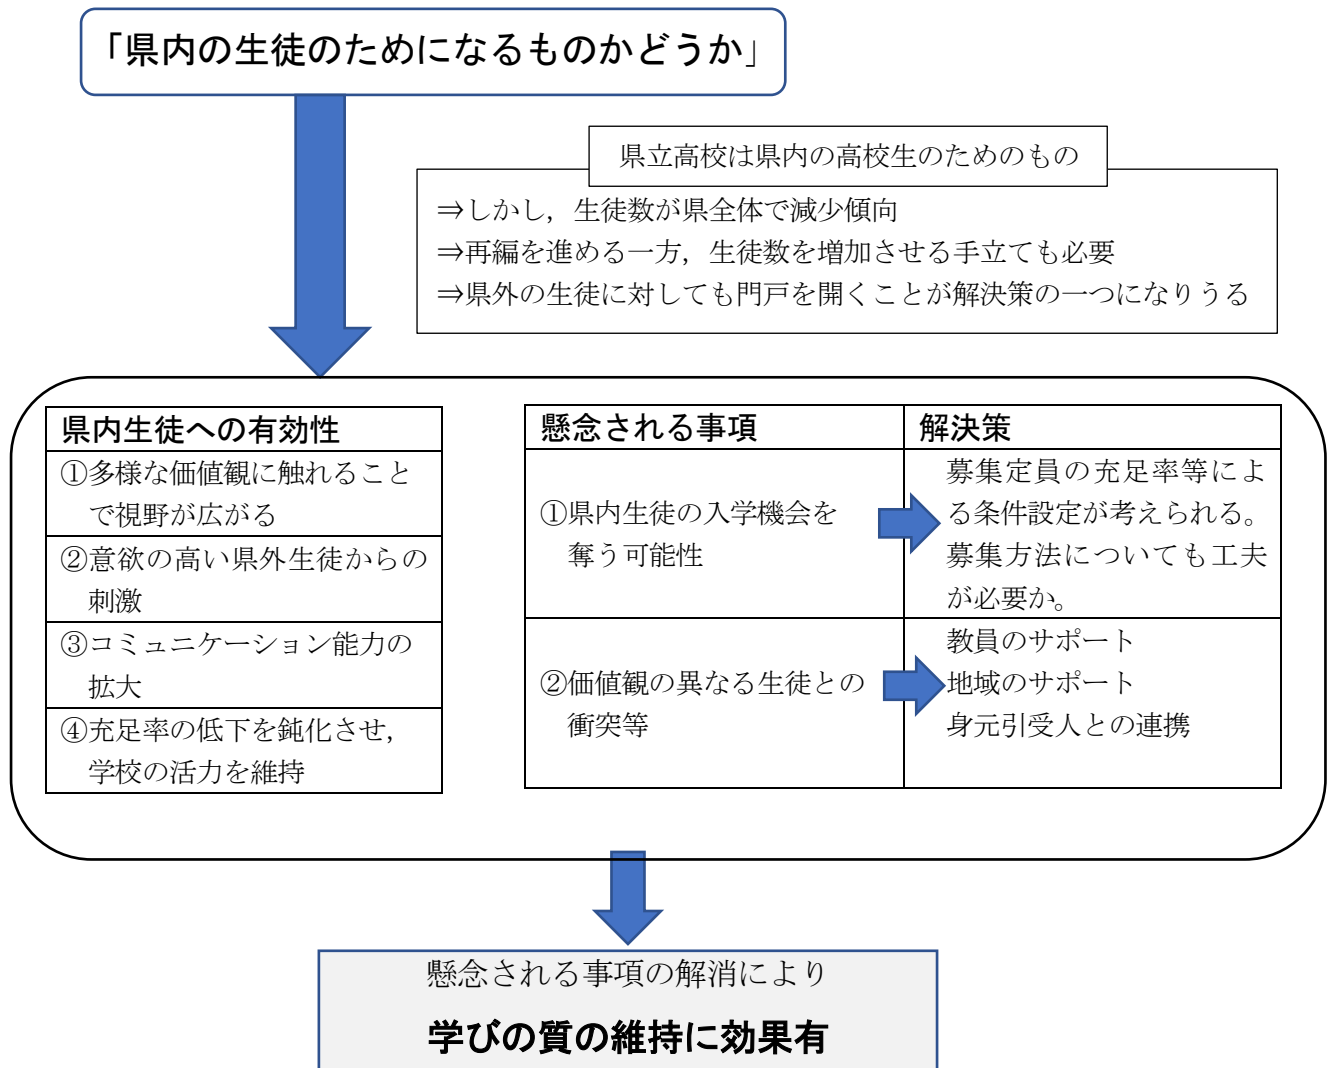 「県内の生徒のためになるものかどうか」
県立高校は県内の高校生のためのもの
⇒しかし，生徒数が県全体で減少傾向
⇒再編を進める一方，生徒数を増加させる手立ても必要
⇒県外の生徒に対しても門戸を開くことが解決策の一つになりうる
県内生徒への有効性
①多様な価値観に触れること
で視野が広がる
②意欲の高い県外生徒からの
刺激
③コミュニケーション能力の
拡大
④充足率の低下を鈍化させ，
学校の活力を維持
懸念される事項
解決策
①県内生徒の入学機会を
奪う可能性
募集定員の充足率等によ
る条件設定が考えられる。
募集方法についても工夫
が必要か。
②価値観の異なる生徒との
衝突等
教員のサポート
地域のサポート
身元引受人との連携
懸念される事項の解消により
学びの質の維持に効果有